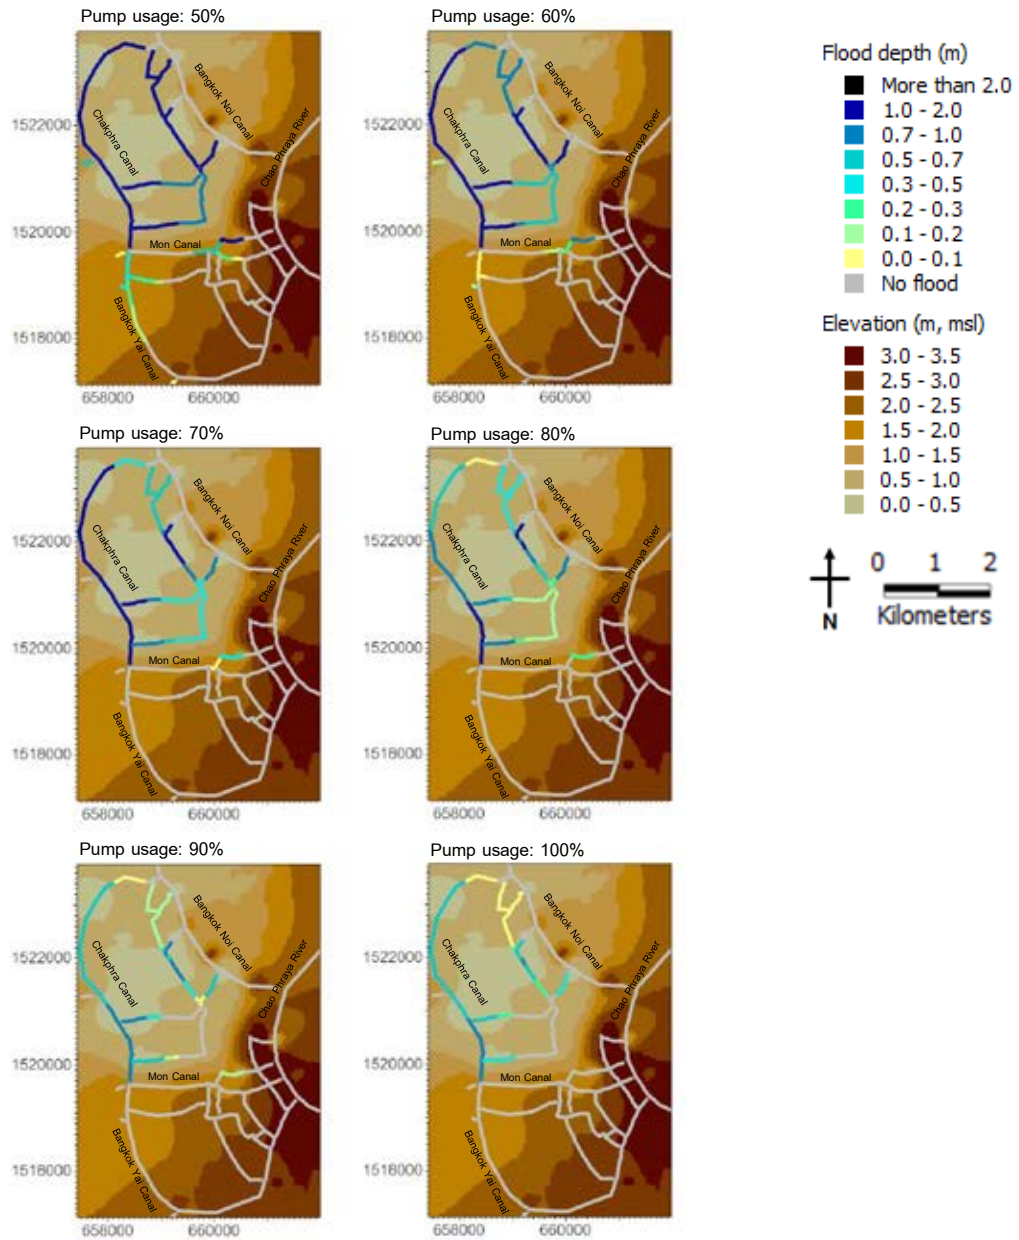 Pump usage: 50%
Pump usage: 60%
Bangkok Noi Canal
Chakphra Canal
Chao Phraya River
Mon Canal
Bangkok Yai Canal
1522000
1520000
1518000
658000
660000
Bangkok Noi Canal
Chakphra Canal
Chao Phraya River
Mon Canal
Bangkok Yai Canal
1522000
1520000
1518000
658000
660000
Flood depth (m)
More than 2.0
1.0 - 2.0
0.7 - 1.0
0.5 - 0.7
0.3 - 0.5
0.2 - 0.3
0.1 - 0.2
0.0 - 0.1
No flood
Elevation (m, msl)
3.0 - 3.5
2.5 - 3.0
2.0 - 2.5
1.5 - 2.0
1.0 - 1.5
0.5 - 1.0
0.0 - 0.5
N
0 1 2
Kilometers
Pump usage: 70%
Pump usage: 80%
Bangkok Noi Canal
Chakphra Canal
Chao Phraya River
Mon Canal
Bangkok Yai Canal
1522000
1520000
1518000
658000
660000
Bangkok Noi Canal
Chakphra Canal
Chao Phraya River
Mon Canal
Bangkok Yai Canal
1522000
1520000
1518000
658000
660000
Pump usage: 90%
Pump usage: 100%
Bangkok Noi Canal
Chakphra Canal
Chao Phraya River
Mon Canal
Bangkok Yai Canal
1522000
1520000
1518000
658000
660000
Bangkok Noi Canal
Chakphra Canal
Chao Phraya River
Mon Canal
Bangkok Yai Canal
1522000
1520000
1518000
658000
660000